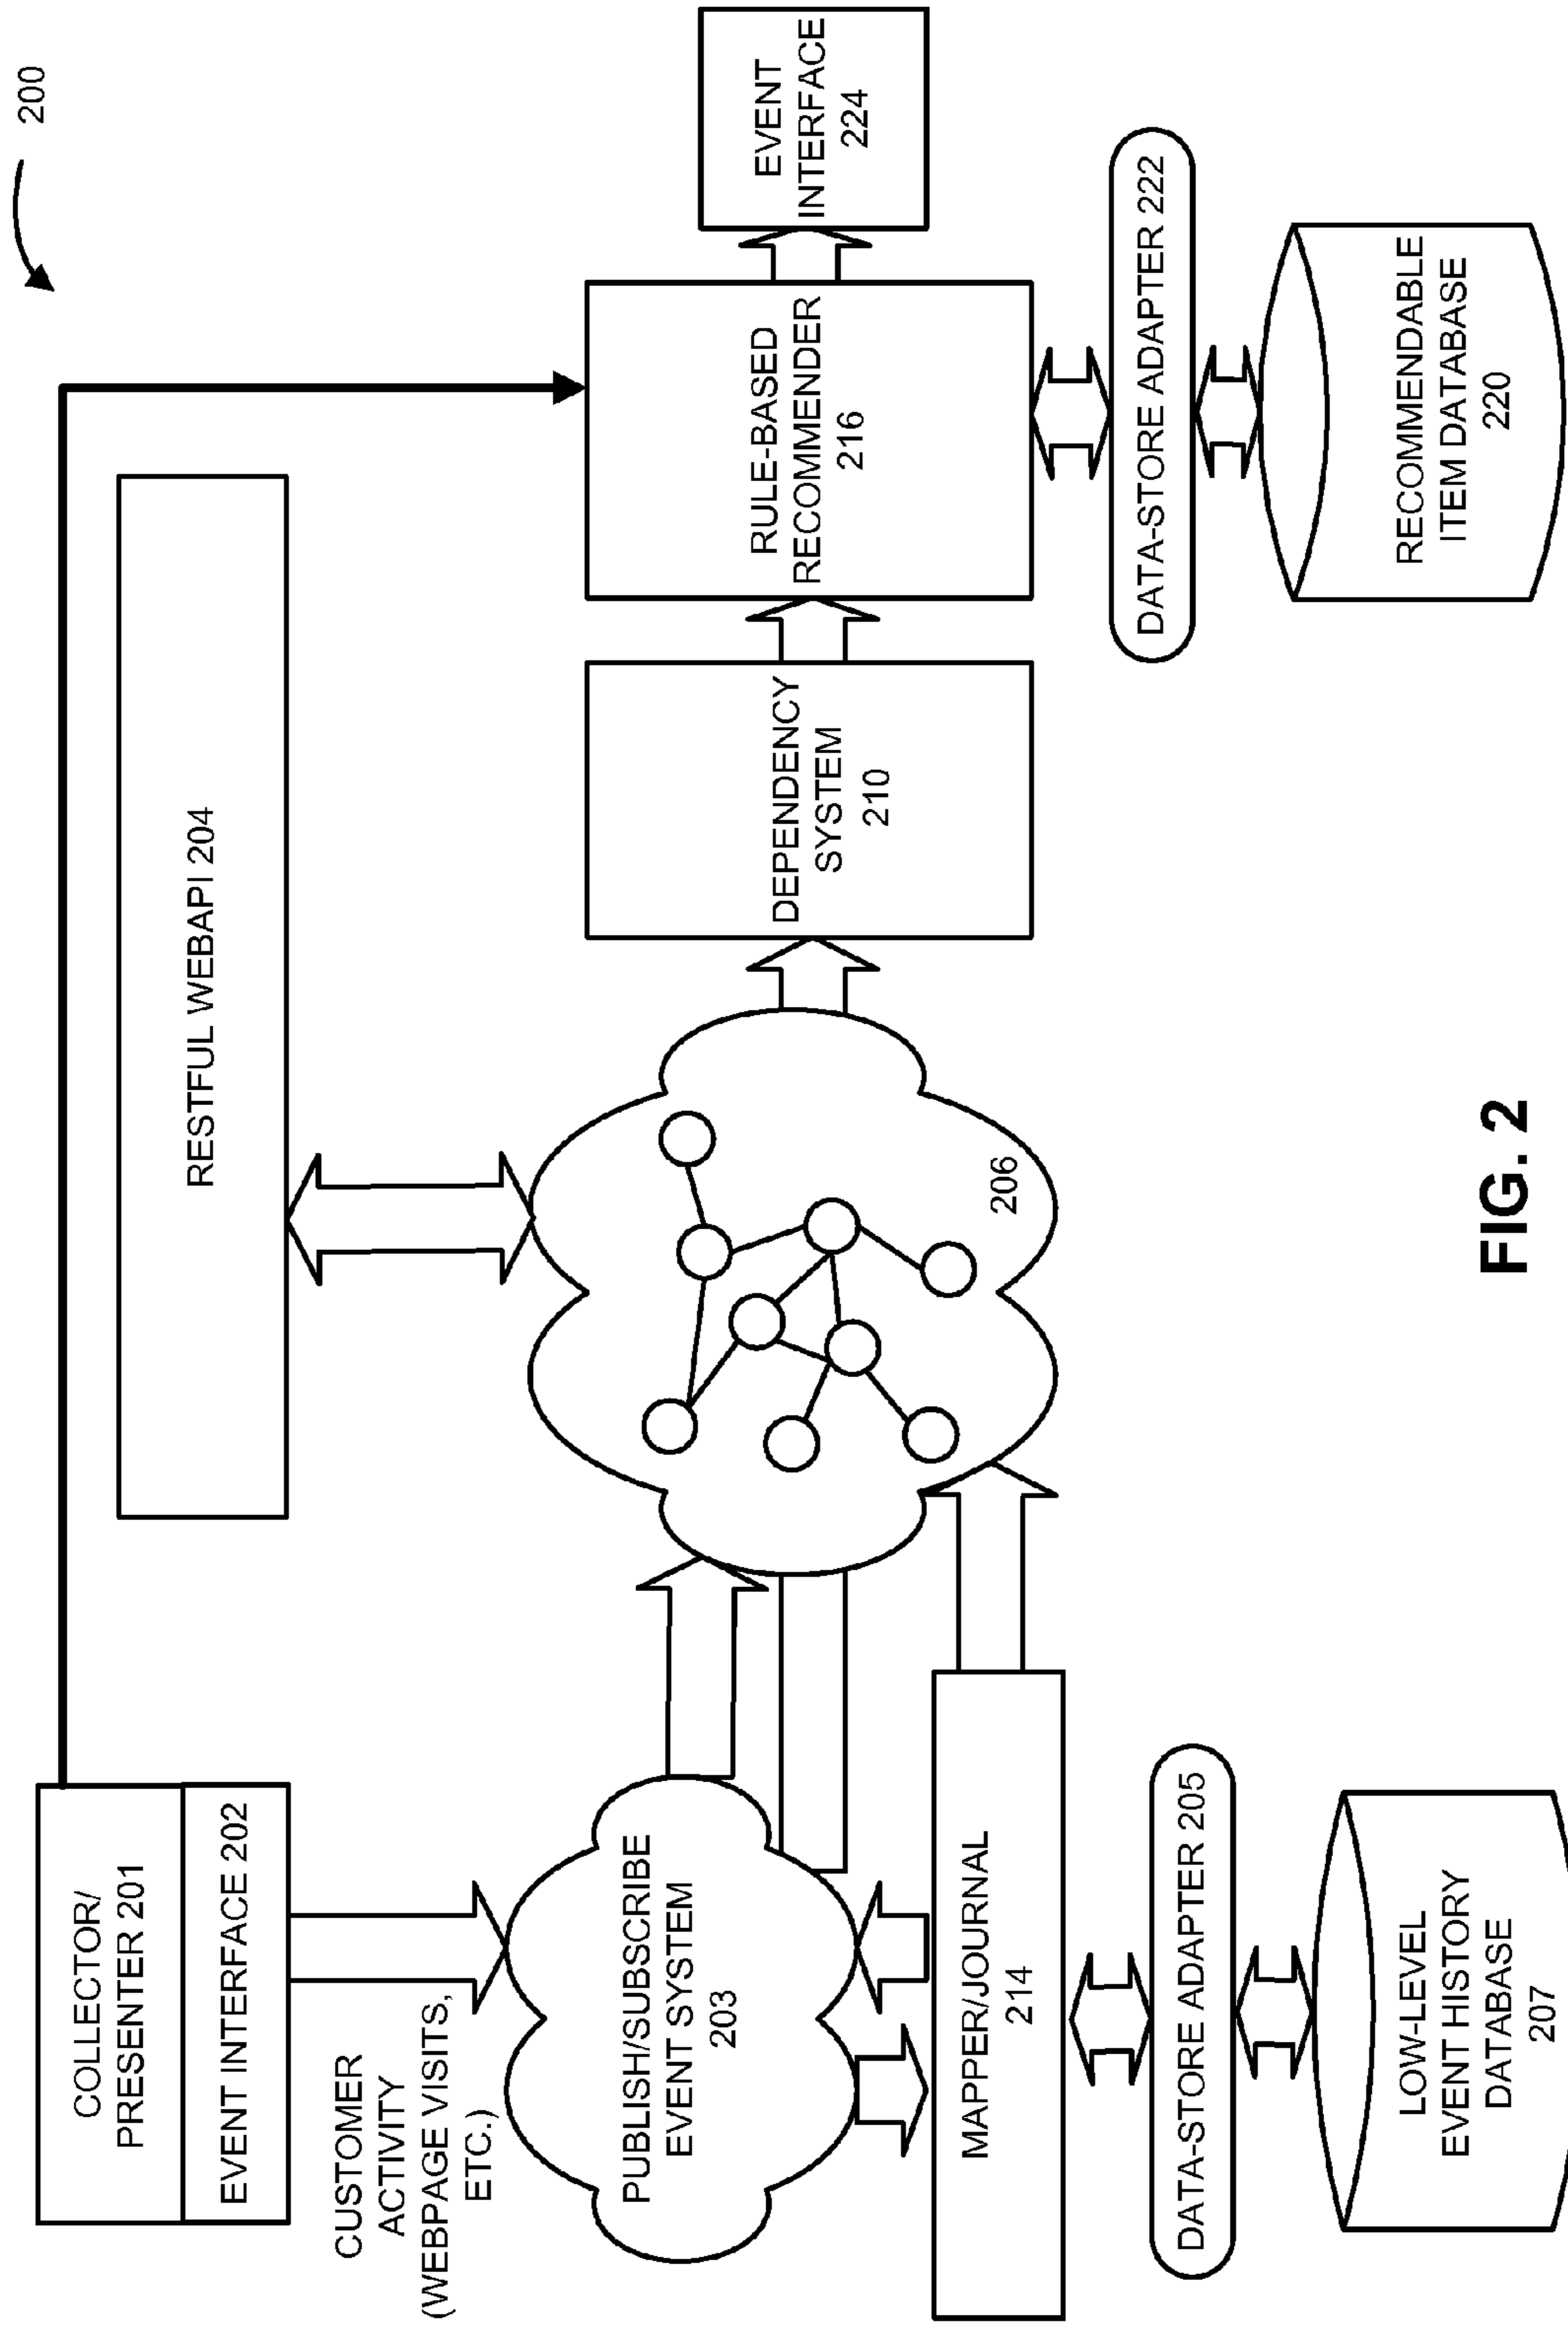 200
COLLECTOR/
PRESENTER 201
EVENT INTERFACE 202
RESTFUL WEBAPI 204
CUSTOMER
ACTIVITY
(WEBPAGE VISITS,
ETC.)
PUBLISH/SUBSCRIBE
EVENT SYSTEM
203
206
DEPENDENCY
SYSTEM
210
RULE-BASED
RECOMMENDER
216
EVENT
INTERFACE
224
MAPPER/JOURNAL
214
DATA-STORE ADAPTER 205
LOW-LEVEL
EVENT HISTORY
DATABASE
207
DATA-STORE ADAPTER 222
RECOMMENDABLE
ITEM DATABASE
220
FIG. 2